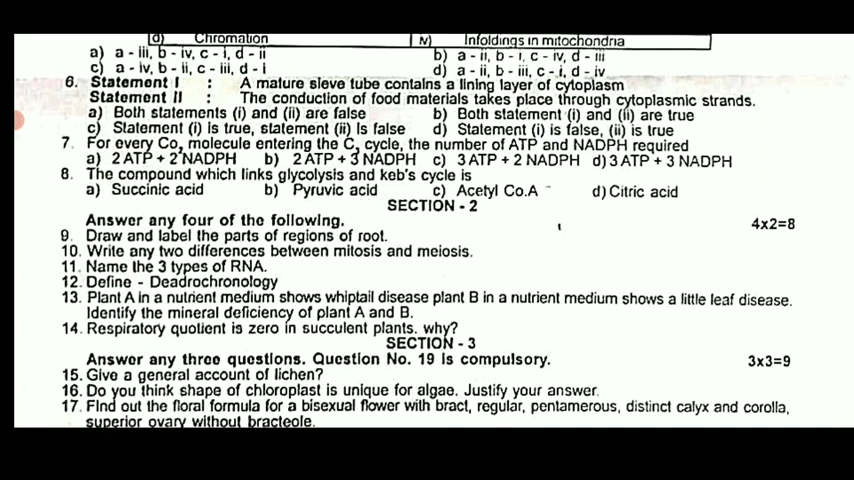 d) Chromation iv) Infoldings in mitochondria
a) a - iii, b - iv, c - i, d - ii b) a - ii, b - i, c - iv, d - iii
c) a - iv, b - ii, c - iii, d - i d) a - ii, b - iii, c - i, d - iv
6. Statement I : A mature sieve tube contains a lining layer of cytoplasm
Statement II : The conduction of food materials takes place through cytoplasmic strands.
a) Both statements (i) and (ii) are false b) Both statement (i) and (ii) are true
c) Statement (i) is true, statement (ii) is false d) Statement (i) is false, (ii) is true
7. For every Co₂ molecule entering the C₃ cycle, the number of ATP and NADPH required
a) 2 ATP + 2 NADPH b) 2 ATP + 3 NADPH c) 3 ATP + 2 NADPH d) 3 ATP + 3 NADPH
8. The compound which links glycolysis and keb's cycle is
a) Succinic acid b) Pyruvic acid c) Acetyl Co.A d) Citric acid
SECTION - 2
Answer any four of the following. 4x2=8
9. Draw and label the parts of regions of root.
10. Write any two differences between mitosis and meiosis.
11. Name the 3 types of RNA.
12. Define - Deadrochronology
13. Plant A in a nutrient medium shows whiptail disease plant B in a nutrient medium shows a little leaf disease.
Identify the mineral deficiency of plant A and B.
14. Respiratory quotient is zero in succulent plants. why?
SECTION - 3
Answer any three questions. Question No. 19 is compulsory. 3x3=9
15. Give a general account of lichen?
16. Do you think shape of chloroplast is unique for algae. Justify your answer.
17. Find out the floral formula for a bisexual flower with bract, regular, pentamerous, distinct calyx and corolla,
superior ovary without bracteole.